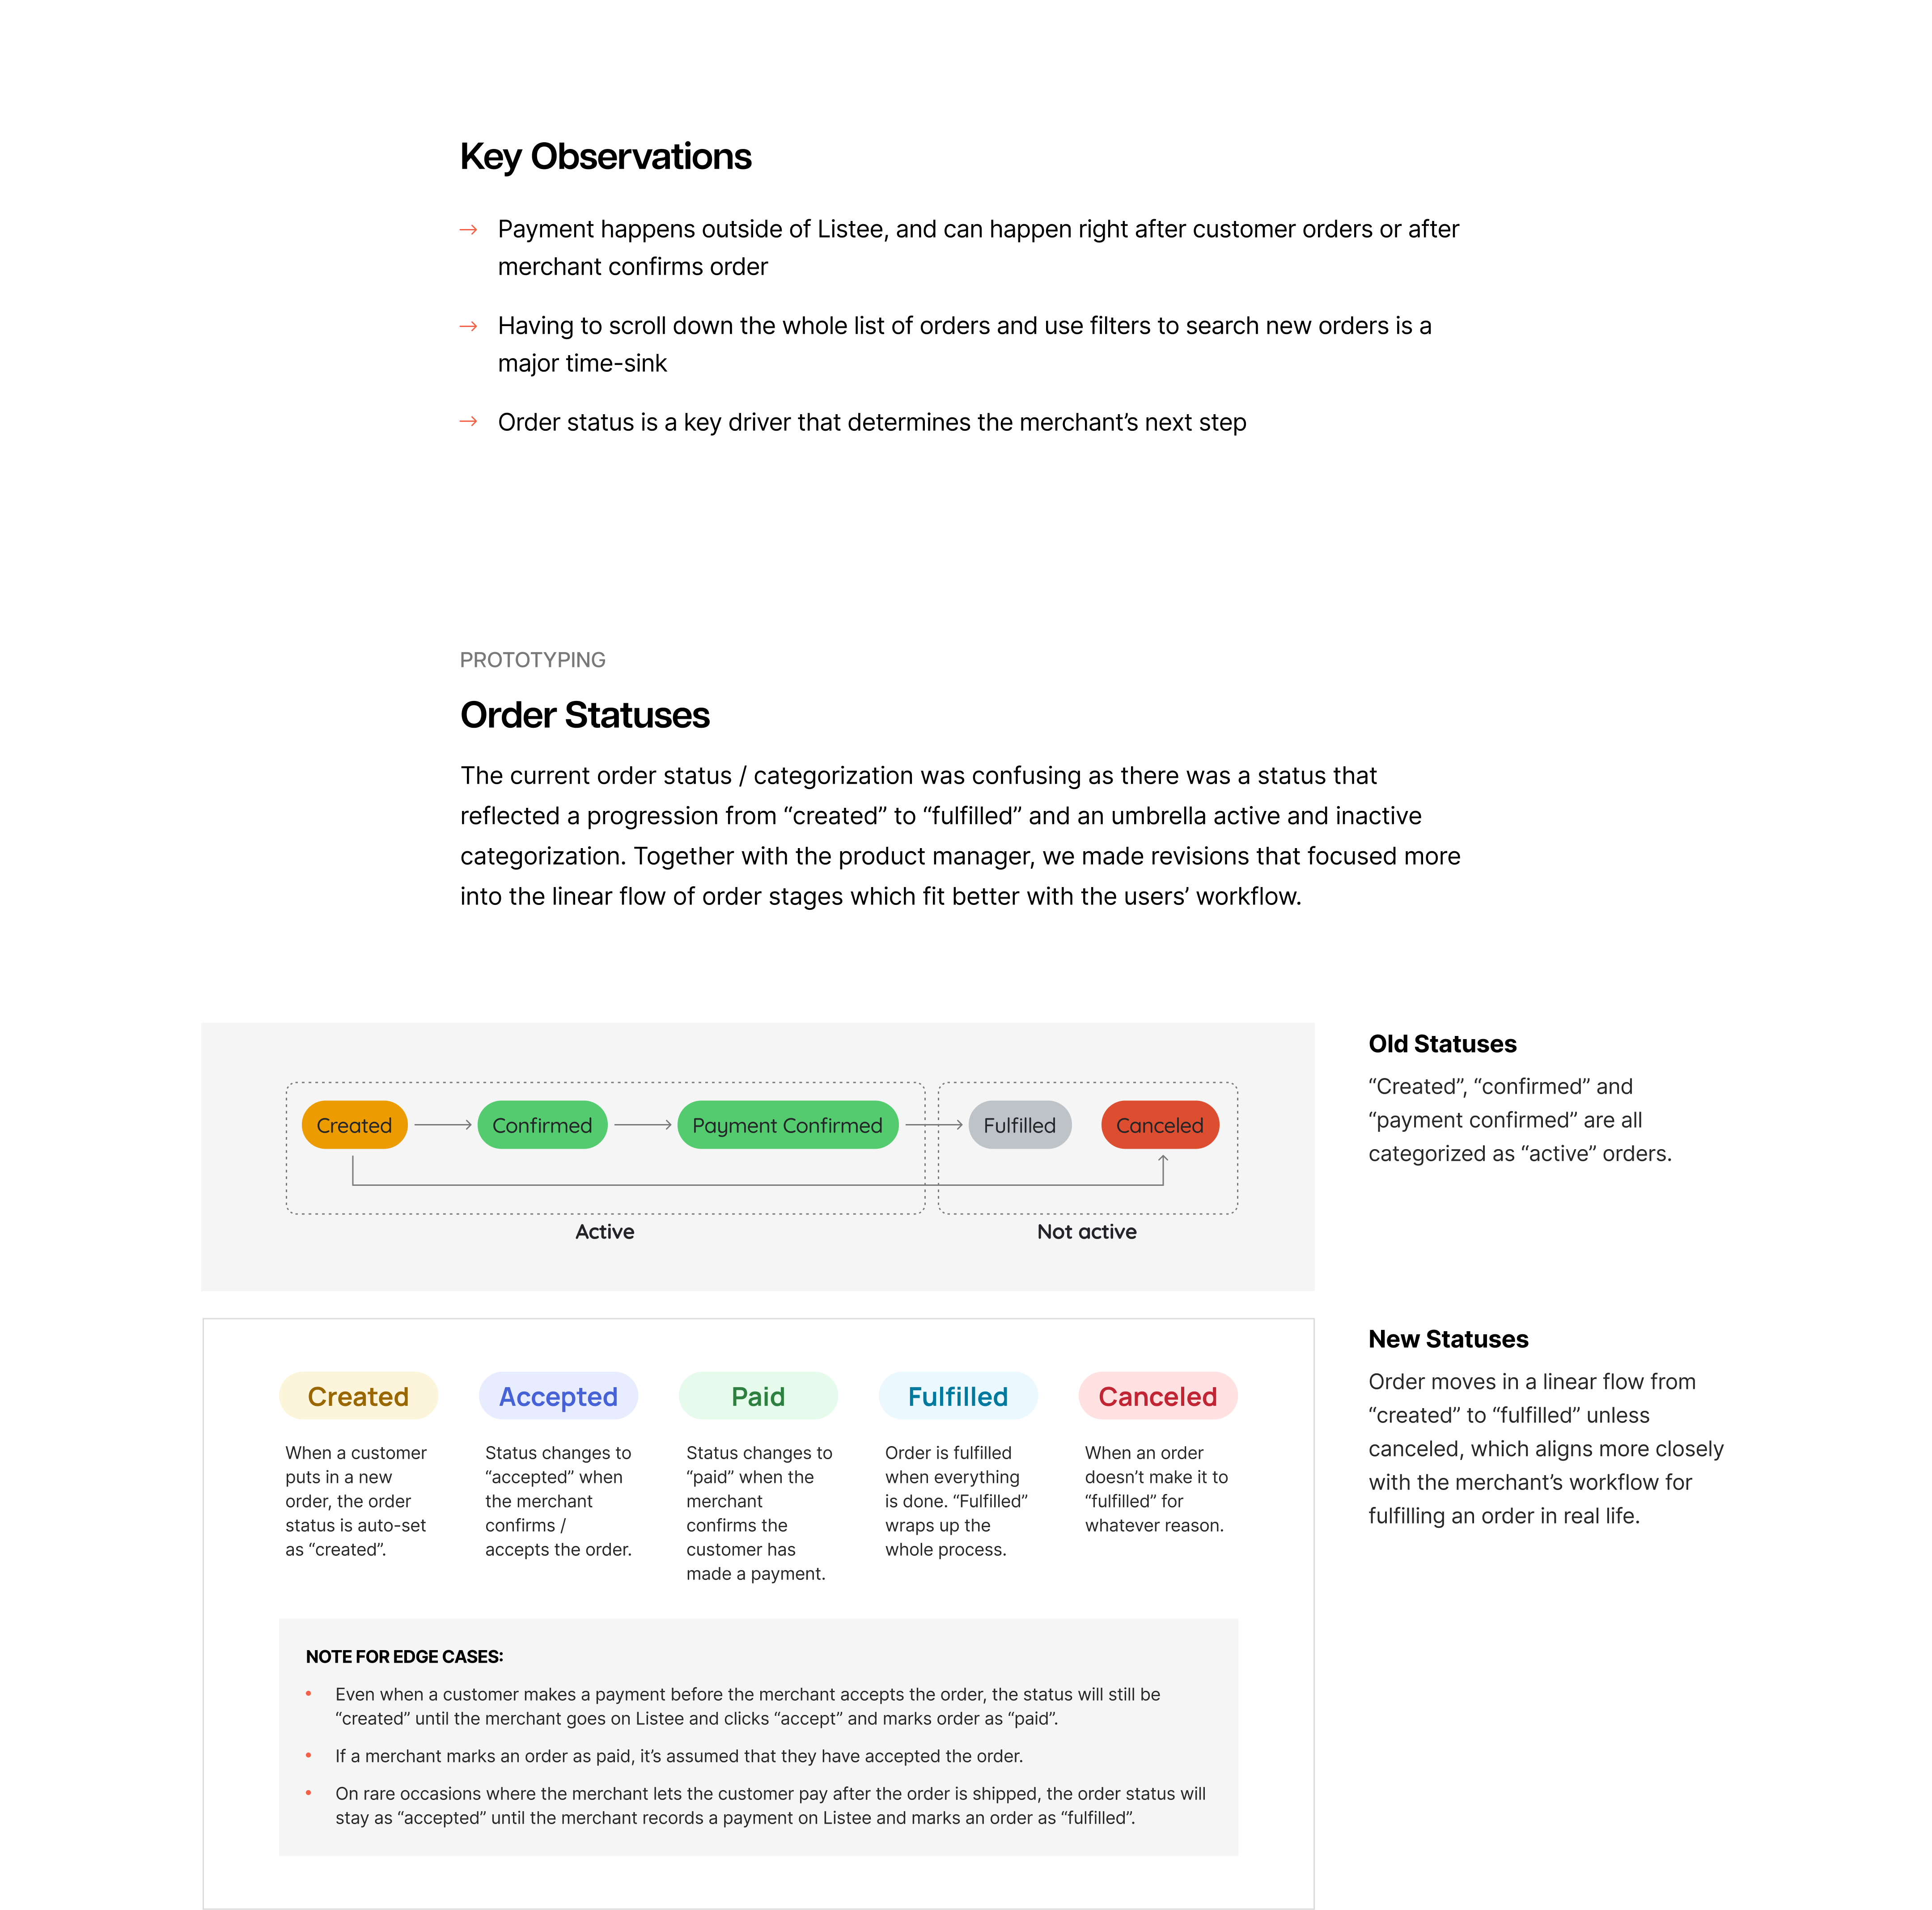 Key Observations
→ Payment happens outside of Listee, and can happen right after customer orders or after
merchant confirms order
→ Having to scroll down the whole list of orders and use filters to search new orders is a
major time-sink
→ Order status is a key driver that determines the merchant’s next step
PROTOTYPING
Order Statuses
The current order status / categorization was confusing as there was a status that
reflected a progression from “created” to “fulfilled” and an umbrella active and inactive
categorization. Together with the product manager, we made revisions that focused more
into the linear flow of order stages which fit better with the users’ workflow.
Created
Confirmed
Payment Confirmed
Fulfilled
Canceled
Active
Not active
Old Statuses
“Created”, “confirmed” and
“payment confirmed” are all
categorized as “active” orders.
Created
When a customer
puts in a new
order, the order
status is auto-set
as “created”.
Accepted
Status changes to
“accepted” when
the merchant
confirms /
accepts the order.
Paid
Status changes to
“paid” when the
merchant
confirms the
customer has
made a payment.
Fulfilled
Order is fulfilled
when everything
is done. “Fulfilled”
wraps up the
whole process.
Canceled
When an order
doesn’t make it to
“fulfilled” for
whatever reason.
NOTE FOR EDGE CASES:
• Even when a customer makes a payment before the merchant accepts the order, the status will still be
“created” until the merchant goes on Listee and clicks “accept” and marks order as “paid”.
• If a merchant marks an order as paid, it’s assumed that they have accepted the order.
• On rare occasions where the merchant lets the customer pay after the order is shipped, the order status will
stay as “accepted” until the merchant records a payment on Listee and marks an order as “fulfilled”.
New Statuses
Order moves in a linear flow from
“created” to “fulfilled” unless
canceled, which aligns more closely
with the merchant’s workflow for
fulfilling an order in real life.